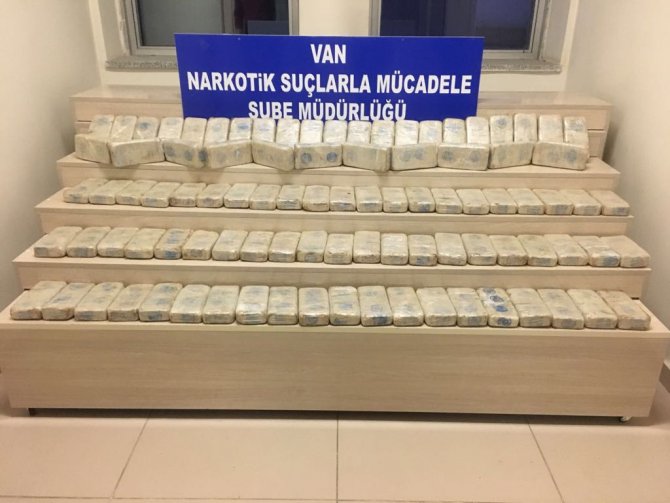 VAN
NARKOTİK SUÇLARLA MÜCADELE
ŞUBE MÜDÜRLÜĞÜ